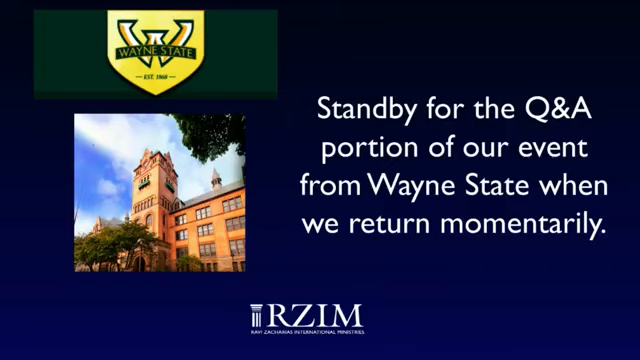 WAYNE STATE
EST. 1868
Standby for the Q&A
portion of our event
from Wayne State when
we return momentarily.
RZIM
RAVI ZACHARIAS INTERNATIONAL MINISTRIES